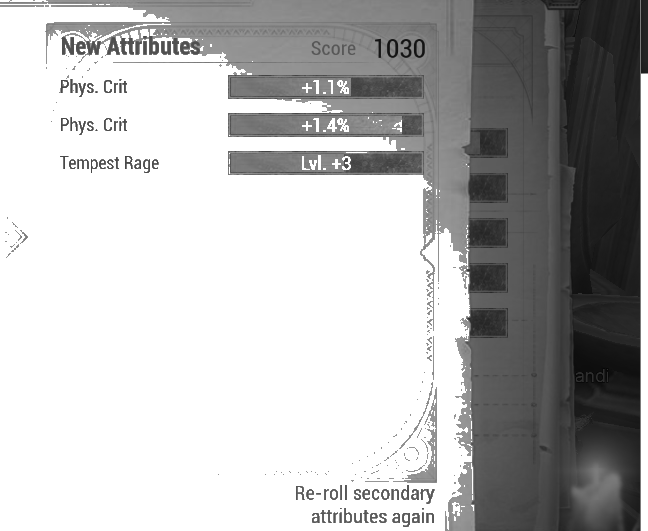 New Attributes Score 1030
Phys. Crit +1.1%
Phys. Crit +1.4%
Tempest Rage Lvl. +3
andi
Re-roll secondary
attributes again